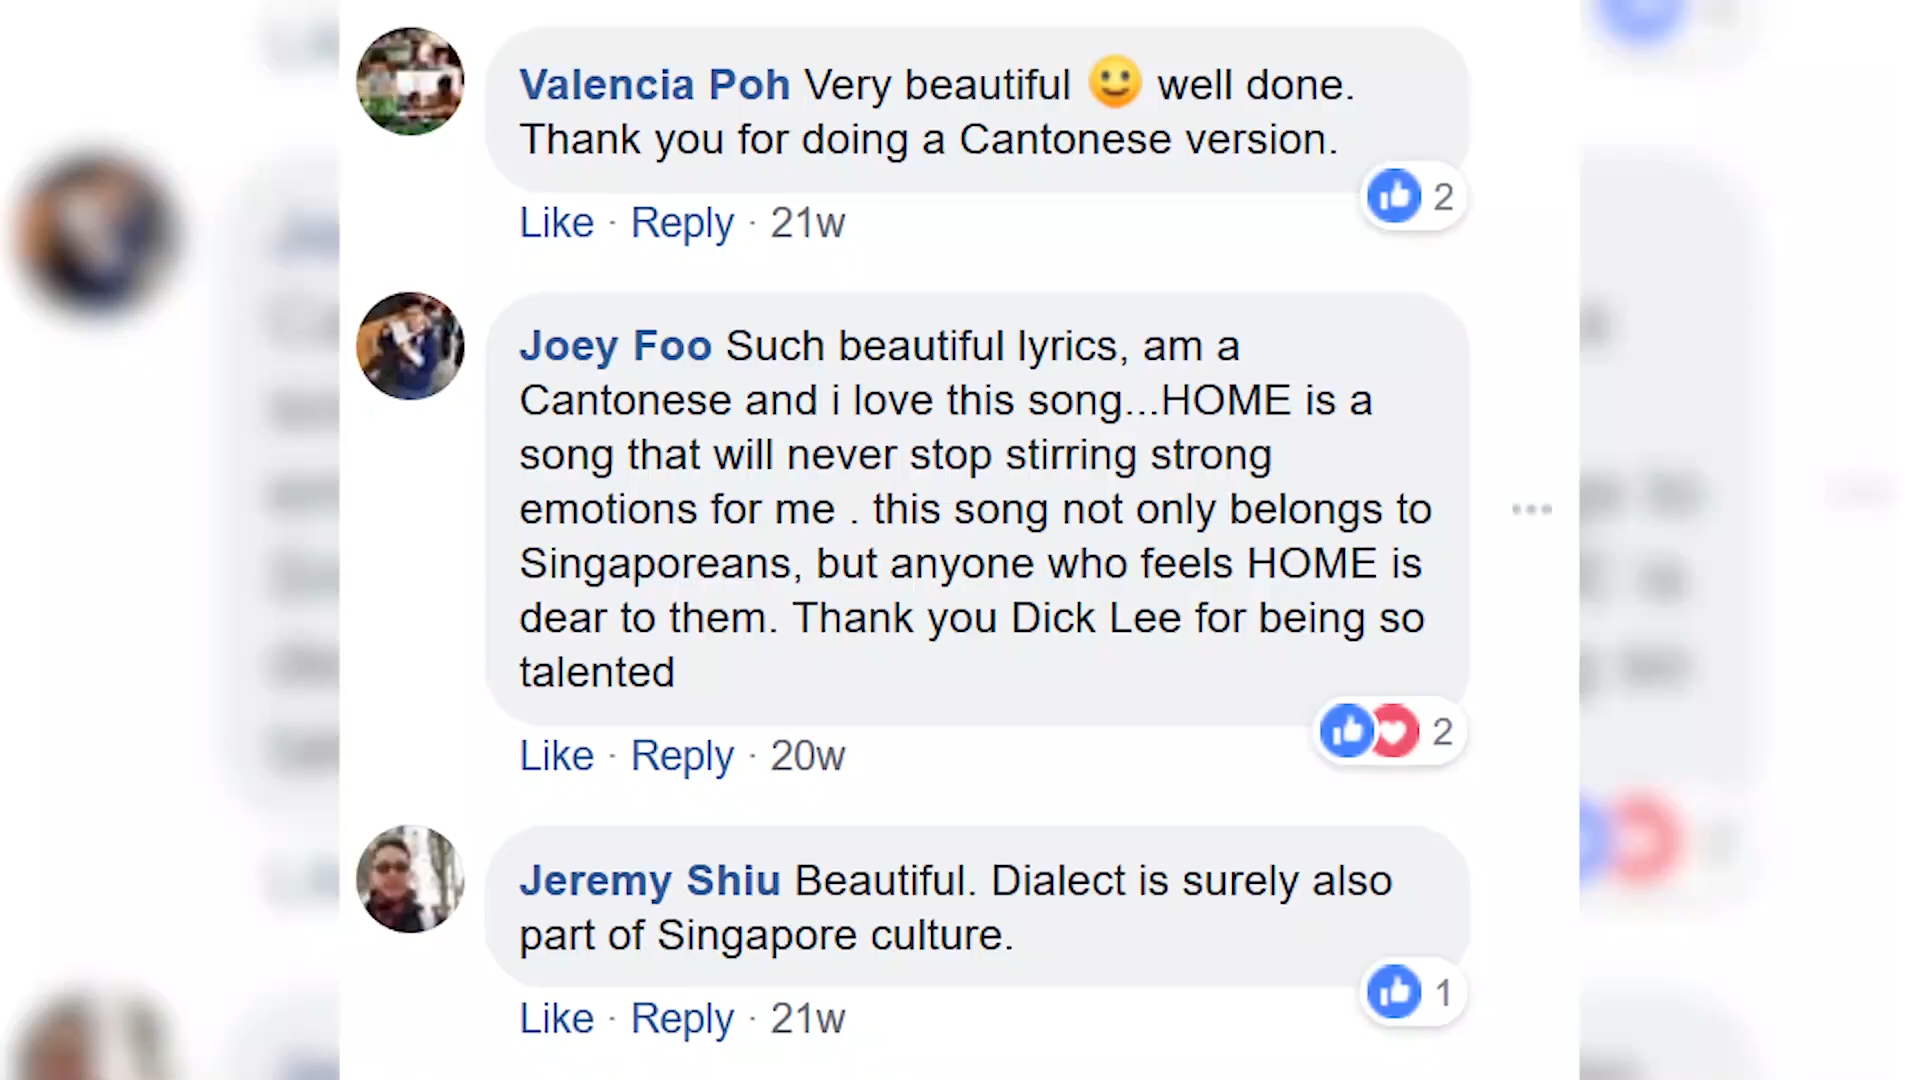 Valencia Poh Very beautiful 🙂 well done.
Thank you for doing a Cantonese version.
2
Like · Reply · 21w
Joey Foo Such beautiful lyrics, am a
Cantonese and i love this song...HOME is a
song that will never stop stirring strong
emotions for me . this song not only belongs to
Singaporeans, but anyone who feels HOME is
dear to them. Thank you Dick Lee for being so
talented
2
Like · Reply · 20w
Jeremy Shiu Beautiful. Dialect is surely also
part of Singapore culture.
1
Like · Reply · 21w